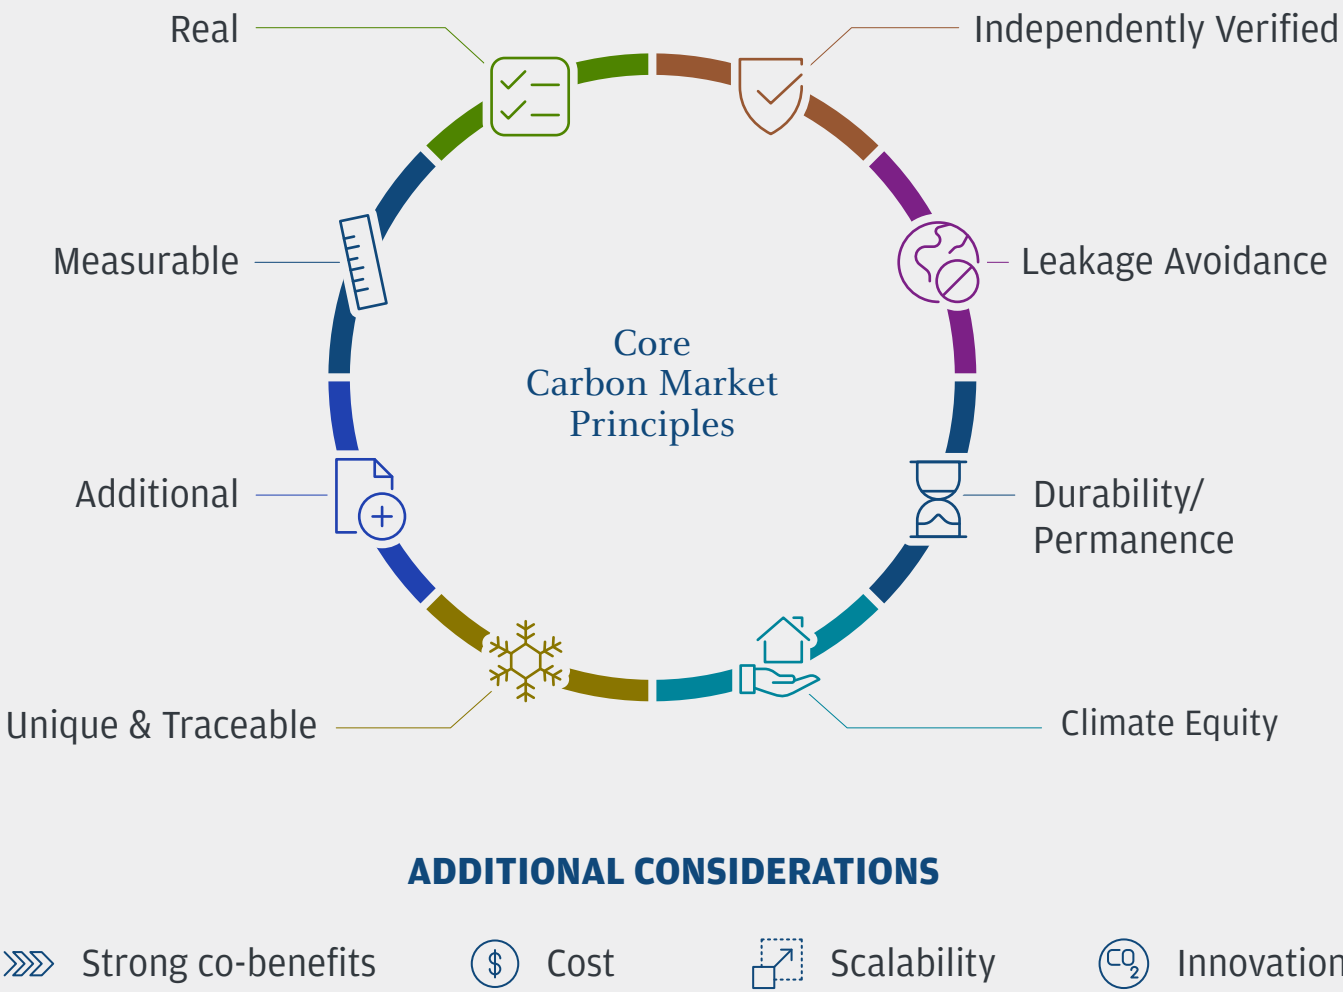 Real
Independently Verified
Measurable
Leakage Avoidance
Core
Carbon Market
Principles
Additional
Durability/
Permanence
Unique & Traceable
Climate Equity
ADDITIONAL CONSIDERATIONS
Strong co-benefits
$ Cost
Scalability
CO2 Innovation